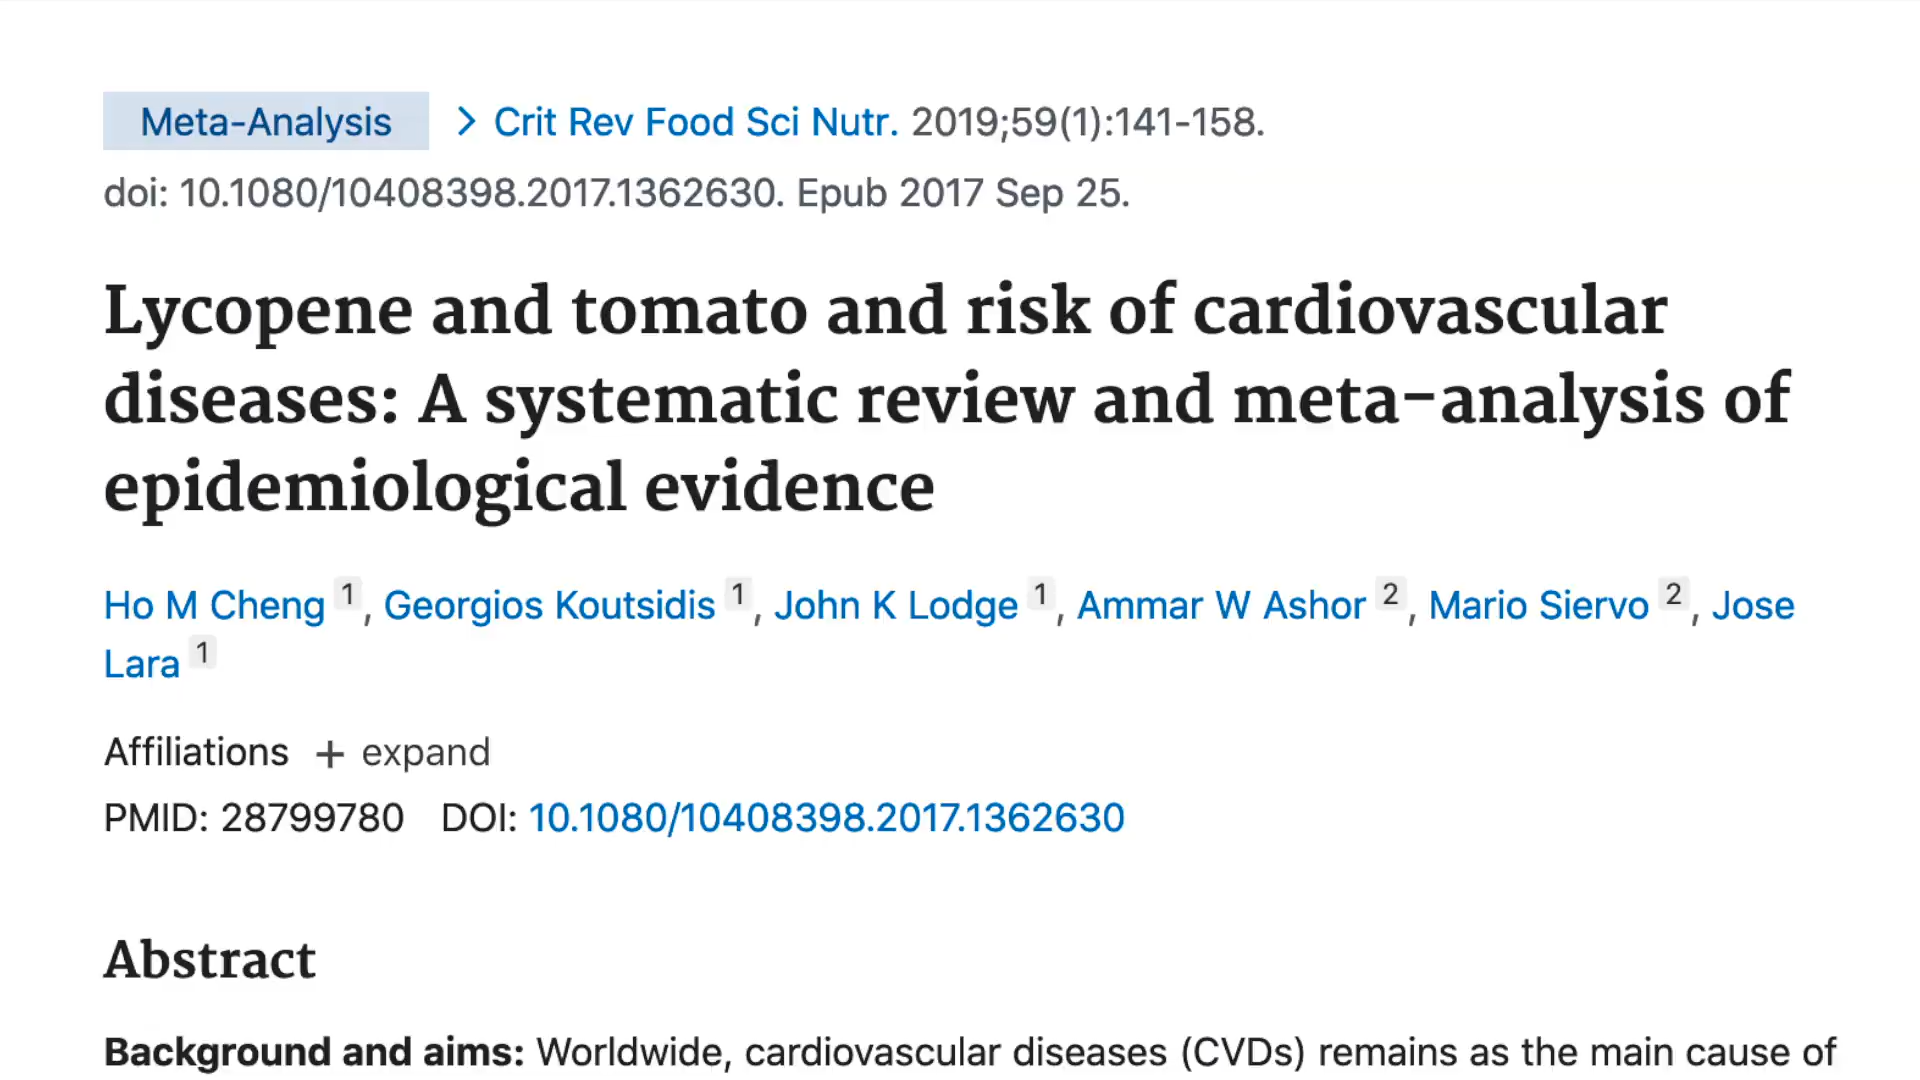 Meta-Analysis > Crit Rev Food Sci Nutr. 2019;59(1):141-158.
doi: 10.1080/10408398.2017.1362630. Epub 2017 Sep 25.
Lycopene and tomato and risk of cardiovascular
diseases: A systematic review and meta-analysis of
epidemiological evidence
Ho M Cheng 1, Georgios Koutsidis 1, John K Lodge 1, Ammar W Ashor 2, Mario Siervo 2, Jose
Lara 1
Affiliations + expand
PMID: 28799780 DOI: 10.1080/10408398.2017.1362630
Abstract
Background and aims: Worldwide, cardiovascular diseases (CVDs) remains as the main cause of